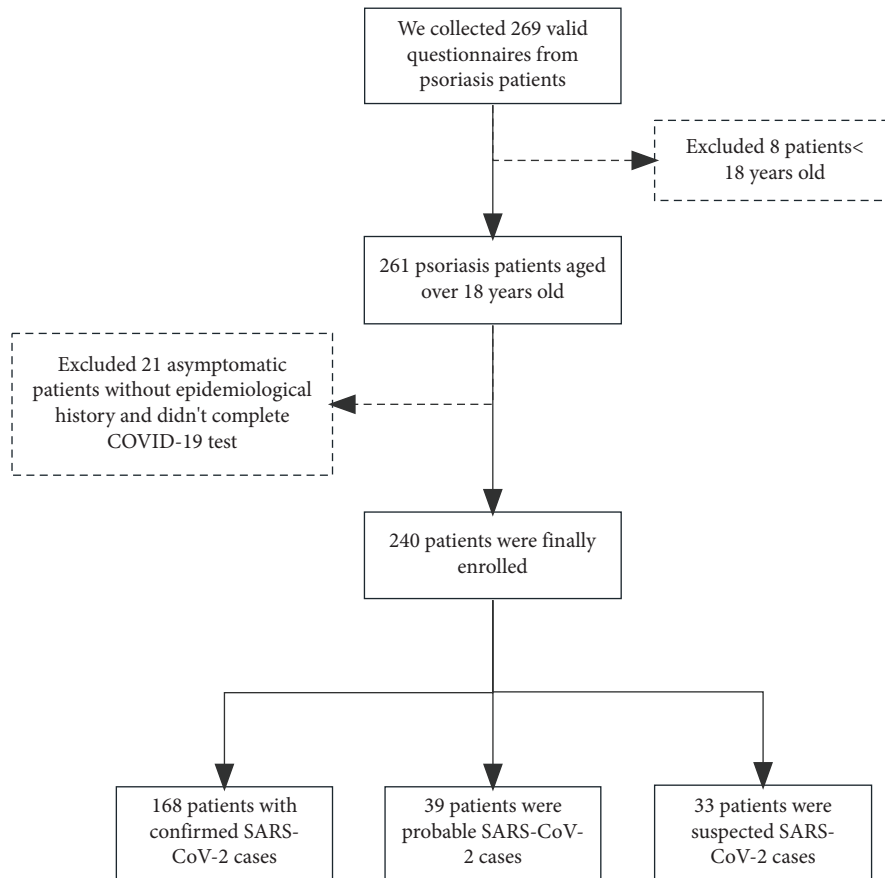 We collected 269 valid
questionnaires from
psoriasis patients
Excluded 8 patients<
18 years old
261 psoriasis patients aged
over 18 years old
Excluded 21 asymptomatic
patients without epidemiological
history and didn't complete
COVID-19 test
240 patients were finally
enrolled
168 patients with
confirmed SARS-
CoV-2 cases
39 patients were
probable SARS-CoV-
2 cases
33 patients were
suspected SARS-
CoV-2 cases